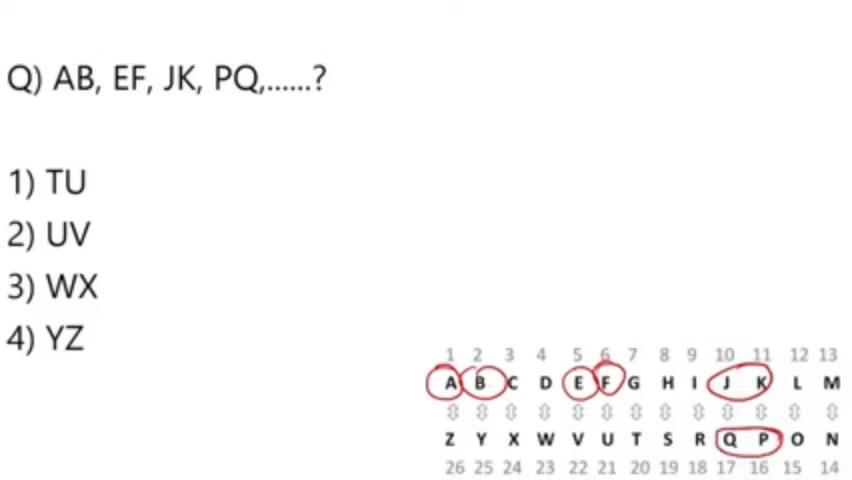 Q) AB, EF, JK, PQ,......?
1) TU
2) UV
3) WX
4) YZ
1 2 3 4 5 6 7 8 9 10 11 12 13
A B C D E F G H I J K L M
Z Y X W V U T S R Q P O N
26 25 24 23 22 21 20 19 18 17 16 15 14